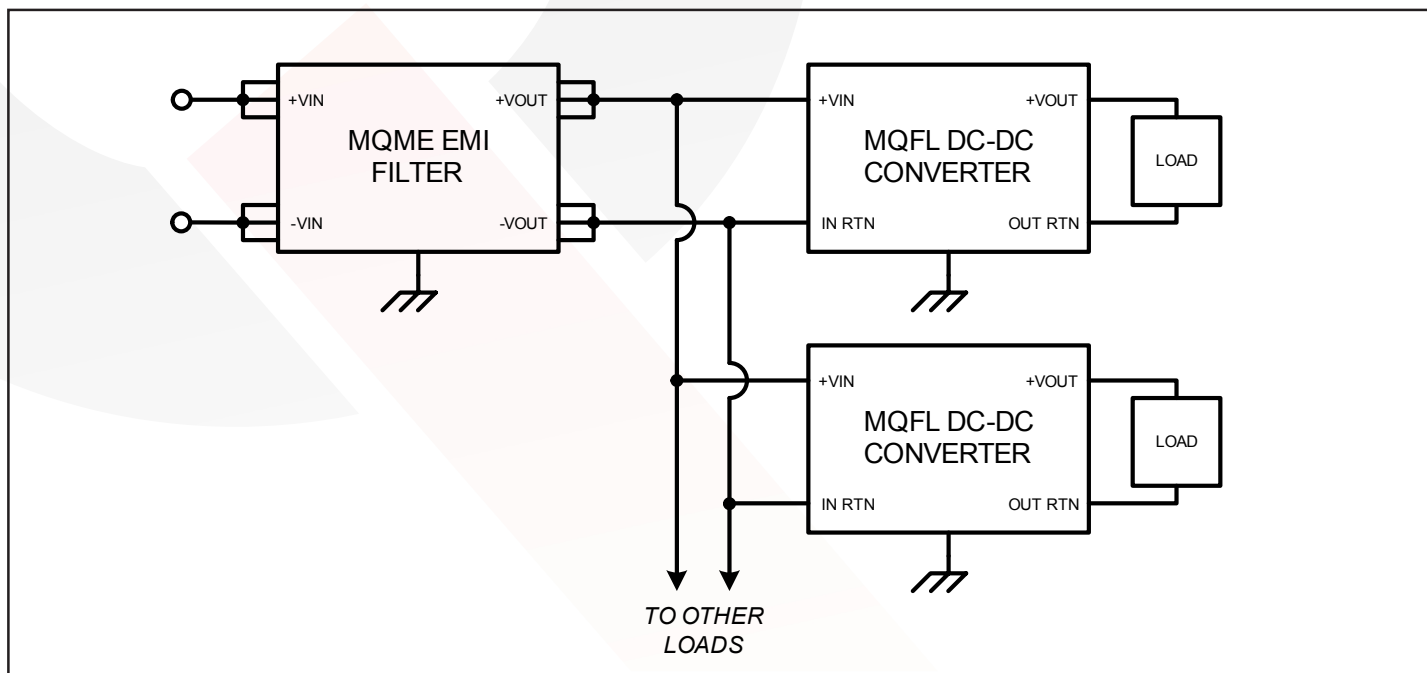 +VIN
+VOUT
MQME EMI
FILTER
-VIN
-VOUT
+VIN
+VOUT
MQFL DC-DC
CONVERTER
IN RTN
OUT RTN
LOAD
+VIN
+VOUT
MQFL DC-DC
CONVERTER
IN RTN
OUT RTN
LOAD
TO OTHER
LOADS